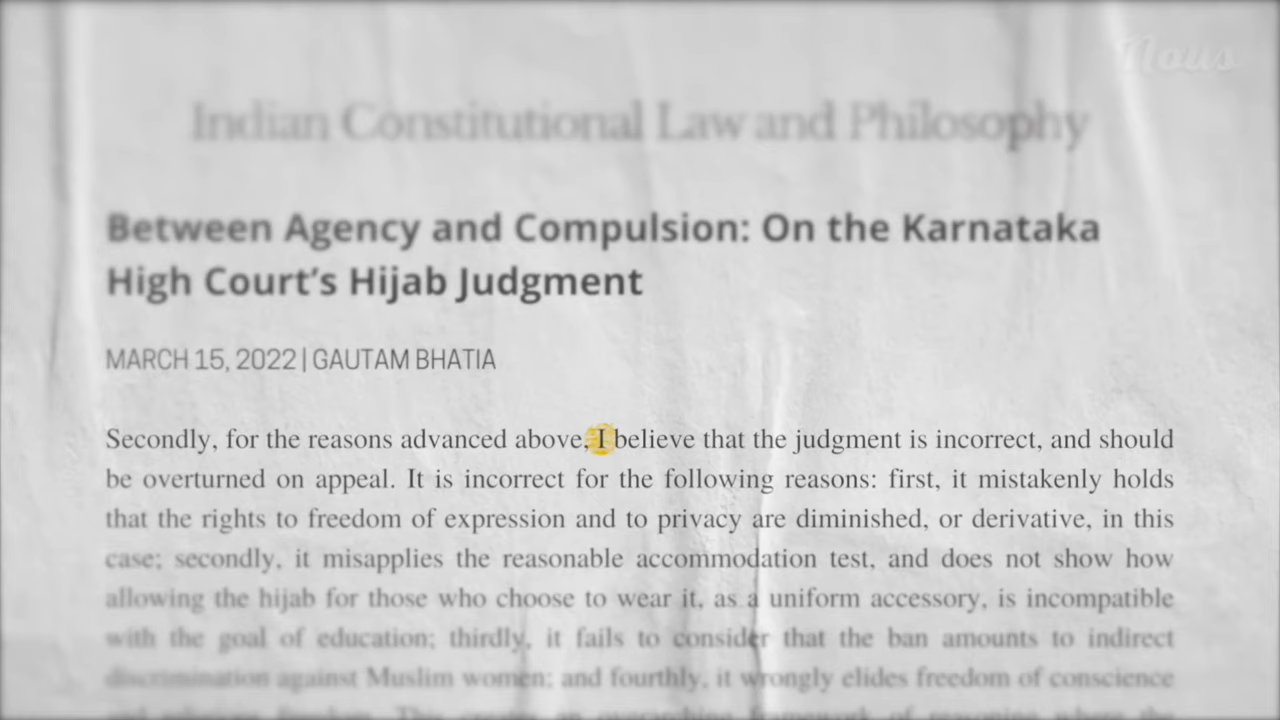 Nous
Indian Constitutional Law and Philosophy
Between Agency and Compulsion: On the Karnataka
High Court’s Hijab Judgment
MARCH 15, 2022 | GAUTAM BHATIA
Secondly, for the reasons advanced above, I believe that the judgment is incorrect, and should
be overturned on appeal. It is incorrect for the following reasons: first, it mistakenly holds
that the rights to freedom of expression and to privacy are diminished, or derivative, in this
case; secondly, it misapplies the reasonable accommodation test, and does not show how
allowing the hijab for those who choose to wear it, as a uniform accessory, is incompatible
with the goal of education; thirdly, it fails to consider that the ban amounts to indirect
discrimination against Muslim women; and fourthly, it wrongly elides freedom of conscience